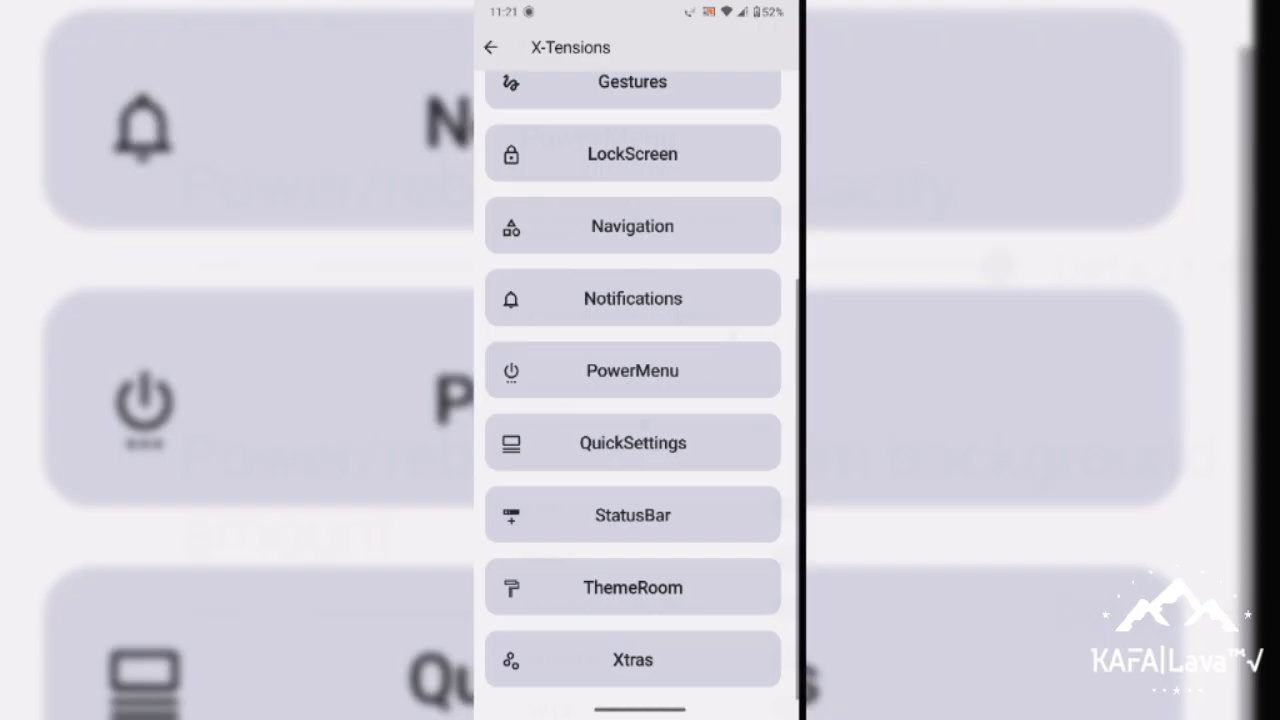 11:21
52%
X-Tensions
Gestures
LockScreen
Navigation
Notifications
PowerMenu
QuickSettings
StatusBar
ThemeRoom
Xtras
KAFA|Lava™√